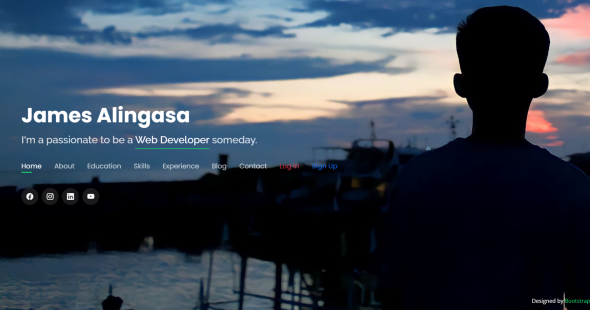 James Alingasa
I'm a passionate to be a Web Developer someday.
Home About Education Skills Experience Blog Contact Log In Sign Up
Designed by Bootstrap